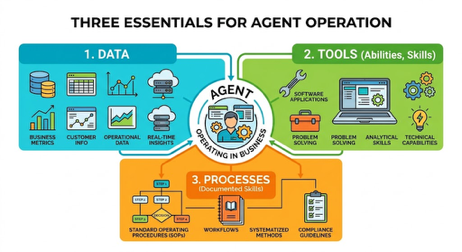 THREE ESSENTIALS FOR AGENT OPERATION
1. DATA
BUSINESS
METRICS
CUSTOMER
INFO
OPERATIONAL
DATA
REAL-TIME
INSIGHTS
AGENT
OPERATING IN BUSINESS
2. TOOLS (Abilities, Skills)
SOFTWARE
APPLICATIONS
PROBLEM
SOLVING
PROBLEM
SOLVING
ANALYTICAL
SKILLS
TECHNICAL
CAPABILITIES
3. PROCESSES
(Documented Skills)
STEP 1
STANDARD OPERATING
PROCEDURES (SOPs)
WORKFLOWS
SYSTEMATIZED
METHODS
COMPLIANCE
GUIDELINES